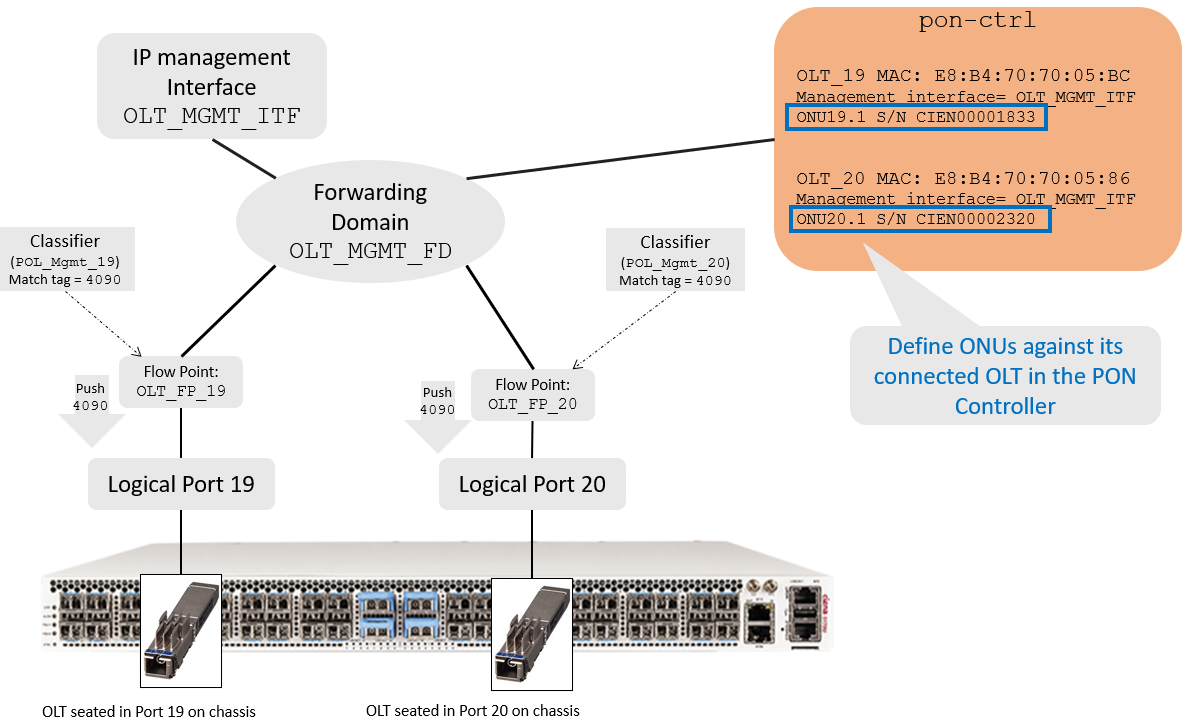 pon-ctrl
IP management
Interface
OLT_MGMT_ITF
OLT_19 MAC: E8:B4:70:70:05:BC
Management interface= OLT_MGMT_ITF
ONU19.1 S/N CIEN00001833
OLT_20 MAC: E8:B4:70:70:05:86
Management interface= OLT_MGMT_ITF
ONU20.1 S/N CIEN00002320
Forwarding
Domain
OLT_MGMT_FD
Classifier
(POL_Mgmt_19)
Match tag = 4090
Classifier
(POL_Mgmt_20)
Match tag = 4090
Define ONUs against its
connected OLT in the PON
Controller
Flow Point:
OLT_FP_19
Push
4090
Flow Point:
OLT_FP_20
Push
4090
Logical Port 19
Logical Port 20
OLT seated in Port 19 on chassis
OLT seated in Port 20 on chassis